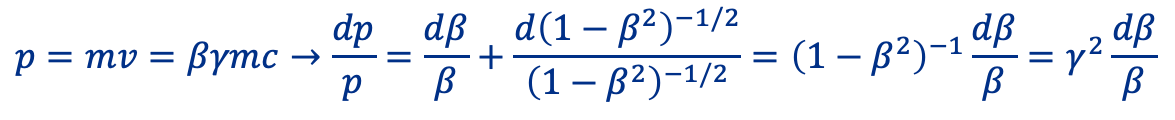 p = mv = βγmc → dp/p = dβ/β + d(1 − β²)^{−1/2}/(1 − β²)^{−1/2} = (1 − β²)^{−1} dβ/β = γ² dβ/β